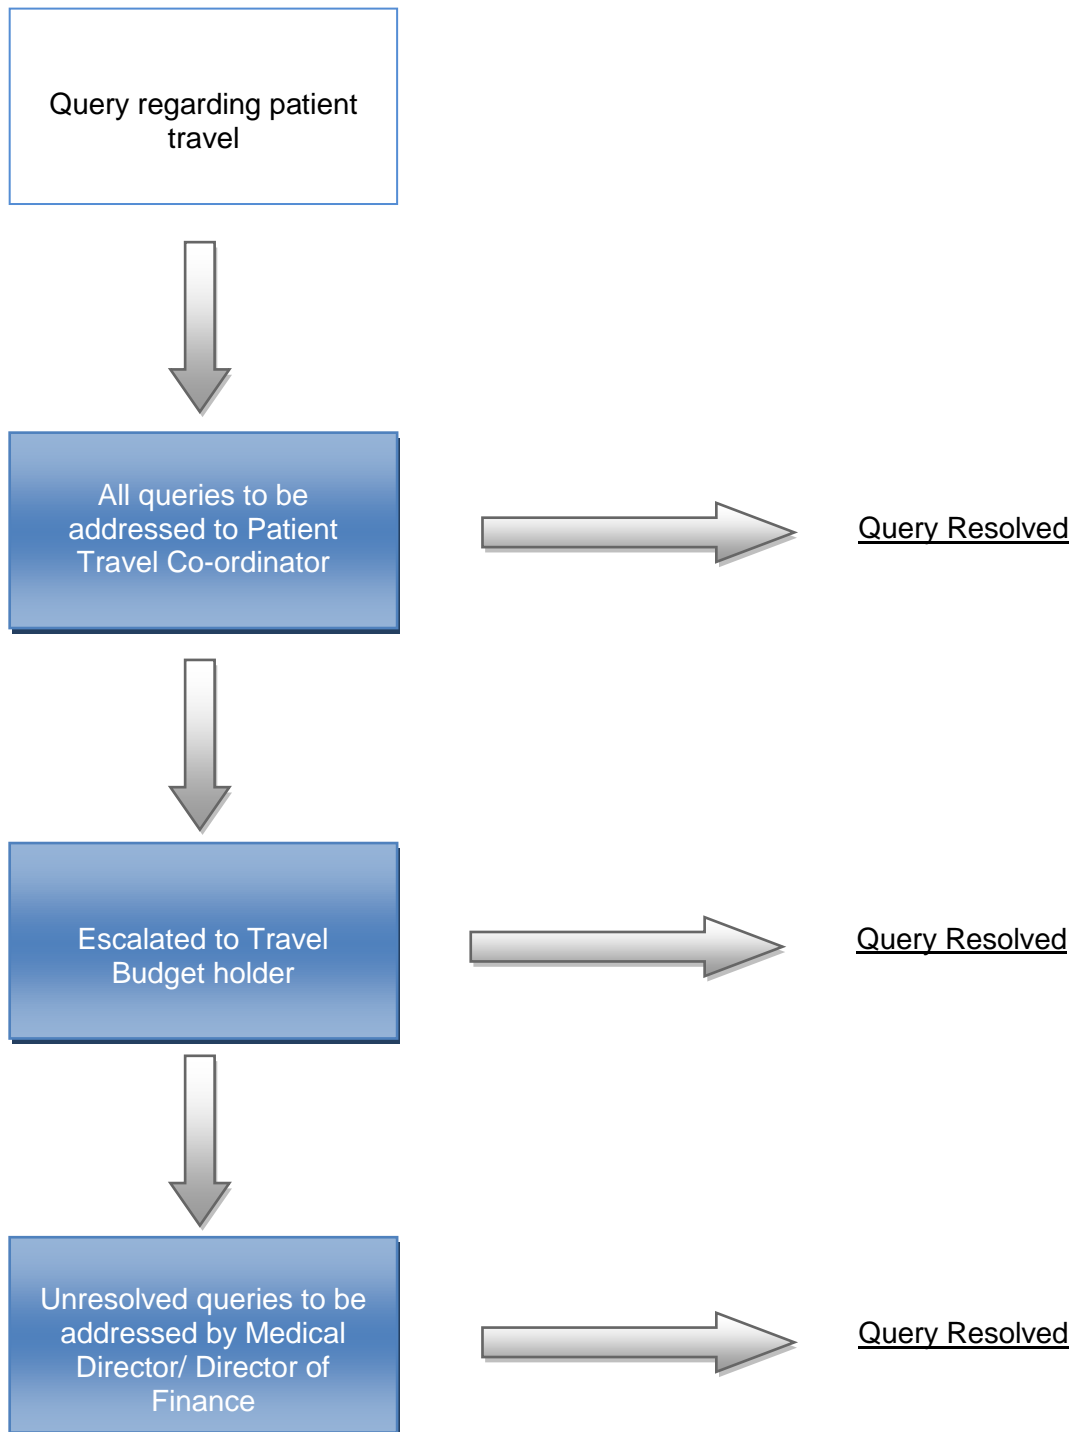 Query regarding patient
travel
All queries to be
addressed to Patient
Travel Co-ordinator
Query Resolved
Escalated to Travel
Budget holder
Query Resolved
Unresolved queries to be
addressed by Medical
Director/ Director of
Finance
Query Resolved